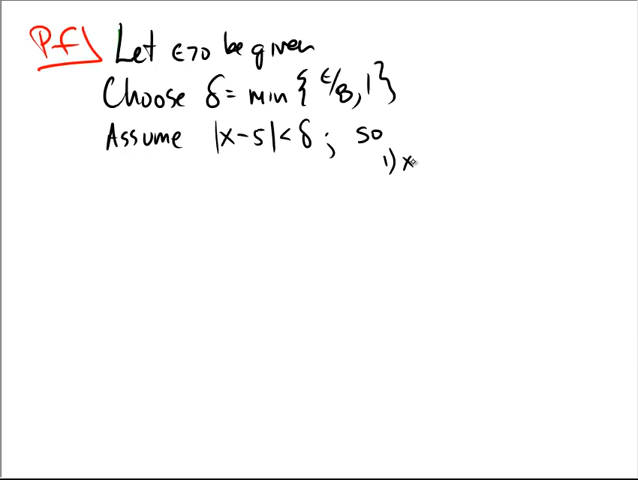 Pf) Let ϵ>0 be given
Choose δ = min { ϵ/8, 1 }
Assume |x-5| < δ ; so
1) x